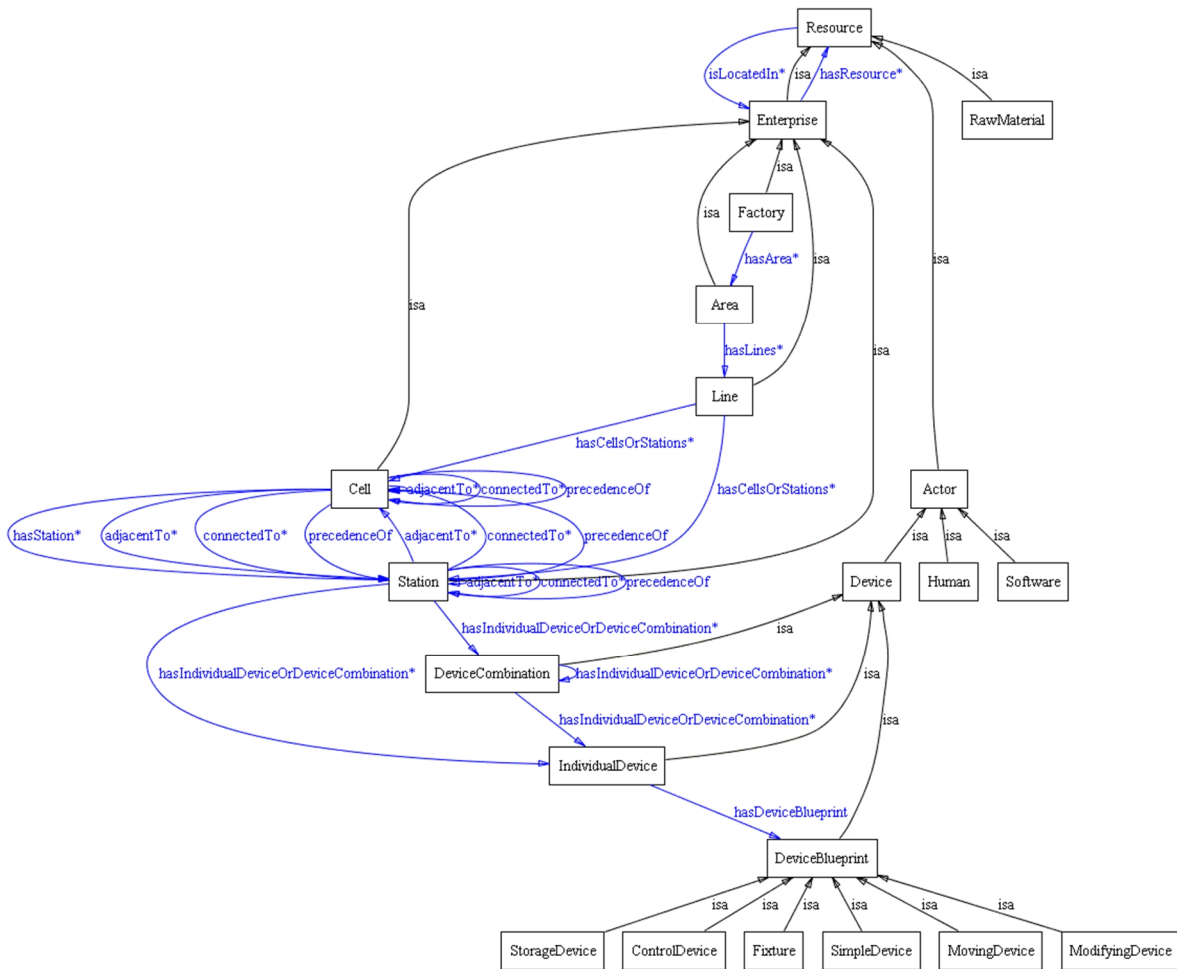 Resource
isLocatedIn*
isa
hasResource*
isa
Enterprise
RawMaterial
isa
Factory
isa
hasArea*
isa
isa
Area
isa
isa
hasLines*
isa
Line
hasCellsOrStations*
Cell
adjacentTo*
connectedTo*
precedenceOf
hasCellsOrStations*
Actor
hasStation*
adjacentTo*
connectedTo*
precedenceOf
adjacentTo*
connectedTo*
precedenceOf
isa
isa
isa
Station
adjacentTo*
connectedTo*
precedenceOf
Device
Human
Software
hasIndividualDeviceOrDeviceCombination*
isa
hasIndividualDeviceOrDeviceCombination*
DeviceCombination
hasIndividualDeviceOrDeviceCombination*
isa
hasIndividualDeviceOrDeviceCombination*
isa
IndividualDevice
hasDeviceBlueprint
DeviceBlueprint
isa
isa
isa
isa
isa
isa
StorageDevice
ControlDevice
Fixture
SimpleDevice
MovingDevice
ModifyingDevice